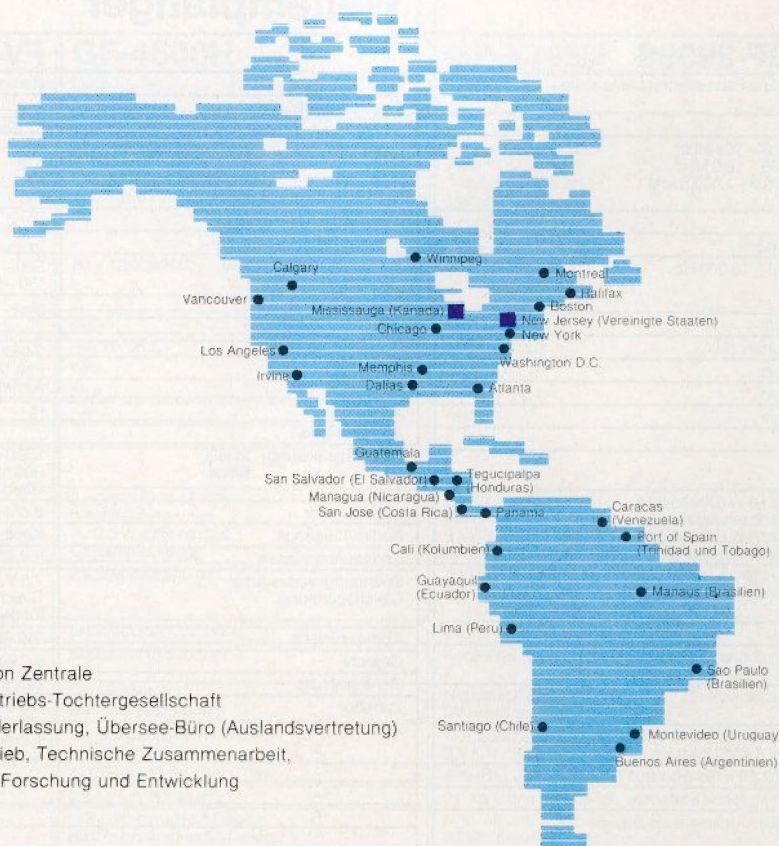 Winnipeg
Calgary
Montreal
Halifax
Vancouver
Mississauga (Kanada)
Boston
New Jersey (Vereinigte Staaten)
Chicago
New York
Los Angeles
Washington D.C.
Memphis
Irvine
Dallas
Atlanta
Guatemala
San Salvador (El Salvador)
Tegucipalpa
(Honduras)
Managua (Nicaragua)
San Jose (Costa Rica)
Panama
Caracas
(Venezuela)
Port of Spain
(Trinidad und Tobago)
Cali (Kolumbien)
Guayaquil
(Ecuador)
Manaus (Brasilien)
Lima (Peru)
Sao Paulo
(Brasilien)
Santiago (Chile)
Montevideo (Uruguay
Buenos Aires (Argentinien)
on Zentrale
triebs-Tochtergesellschaft
erlassung, Übersee-Büro (Auslandsvertretung)
ieb, Technische Zusammenarbeit,
Forschung und Entwicklung